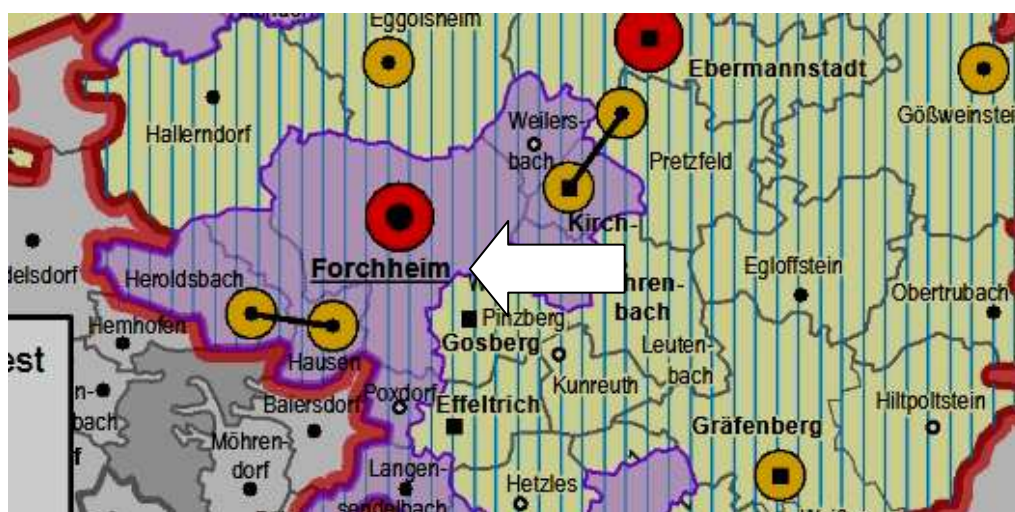 Eggolsheim
Ebermannstadt
Gößweinstei
Hallerndorf
Weilers-
bach
Pretzfeld
Kirch-
Forchheim
delsdorf
Heroldsbach
Egloffstein
hren-
bach
Obertrubach
Hemhofen
Pinzberg
Gosberg
est
Hausen
Leuten-
bach
Kunreuth
n-
bach
f
Poxdorf
Baiersdorf
Effeltrich
Hiltpoltstein
Gräfenberg
Möhren-
dorf
Langen-
sendelbach
Hetzles